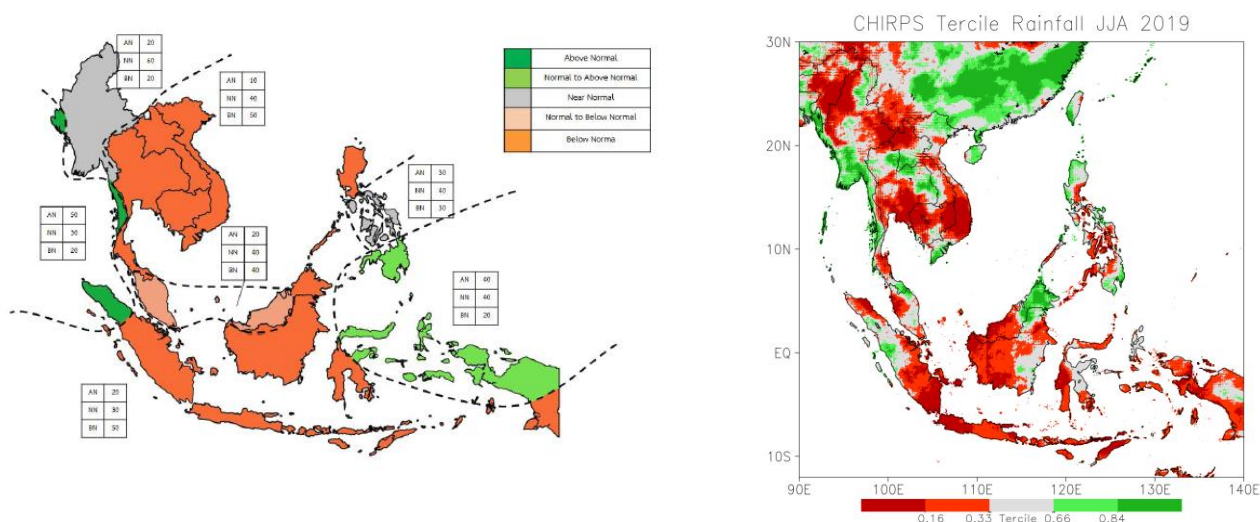 AN 20
NN 60
BN 20
AN 10
NN 40
BN 50
Above Normal
Normal to Above Normal
Near Normal
Normal to Below Normal
Below Norma
AN 30
NN 40
BN 30
AN 50
NN 30
BN 20
AN 20
NN 40
BN 40
AN 40
NN 40
BN 20
AN 20
NN 30
BN 50
CHIRPS Tercile Rainfall JJA 2019
30N
20N
10N
EQ
10S
90E 100E 110E 120E 130E 140E
0.16 0.33 Tercile 0.66 0.84